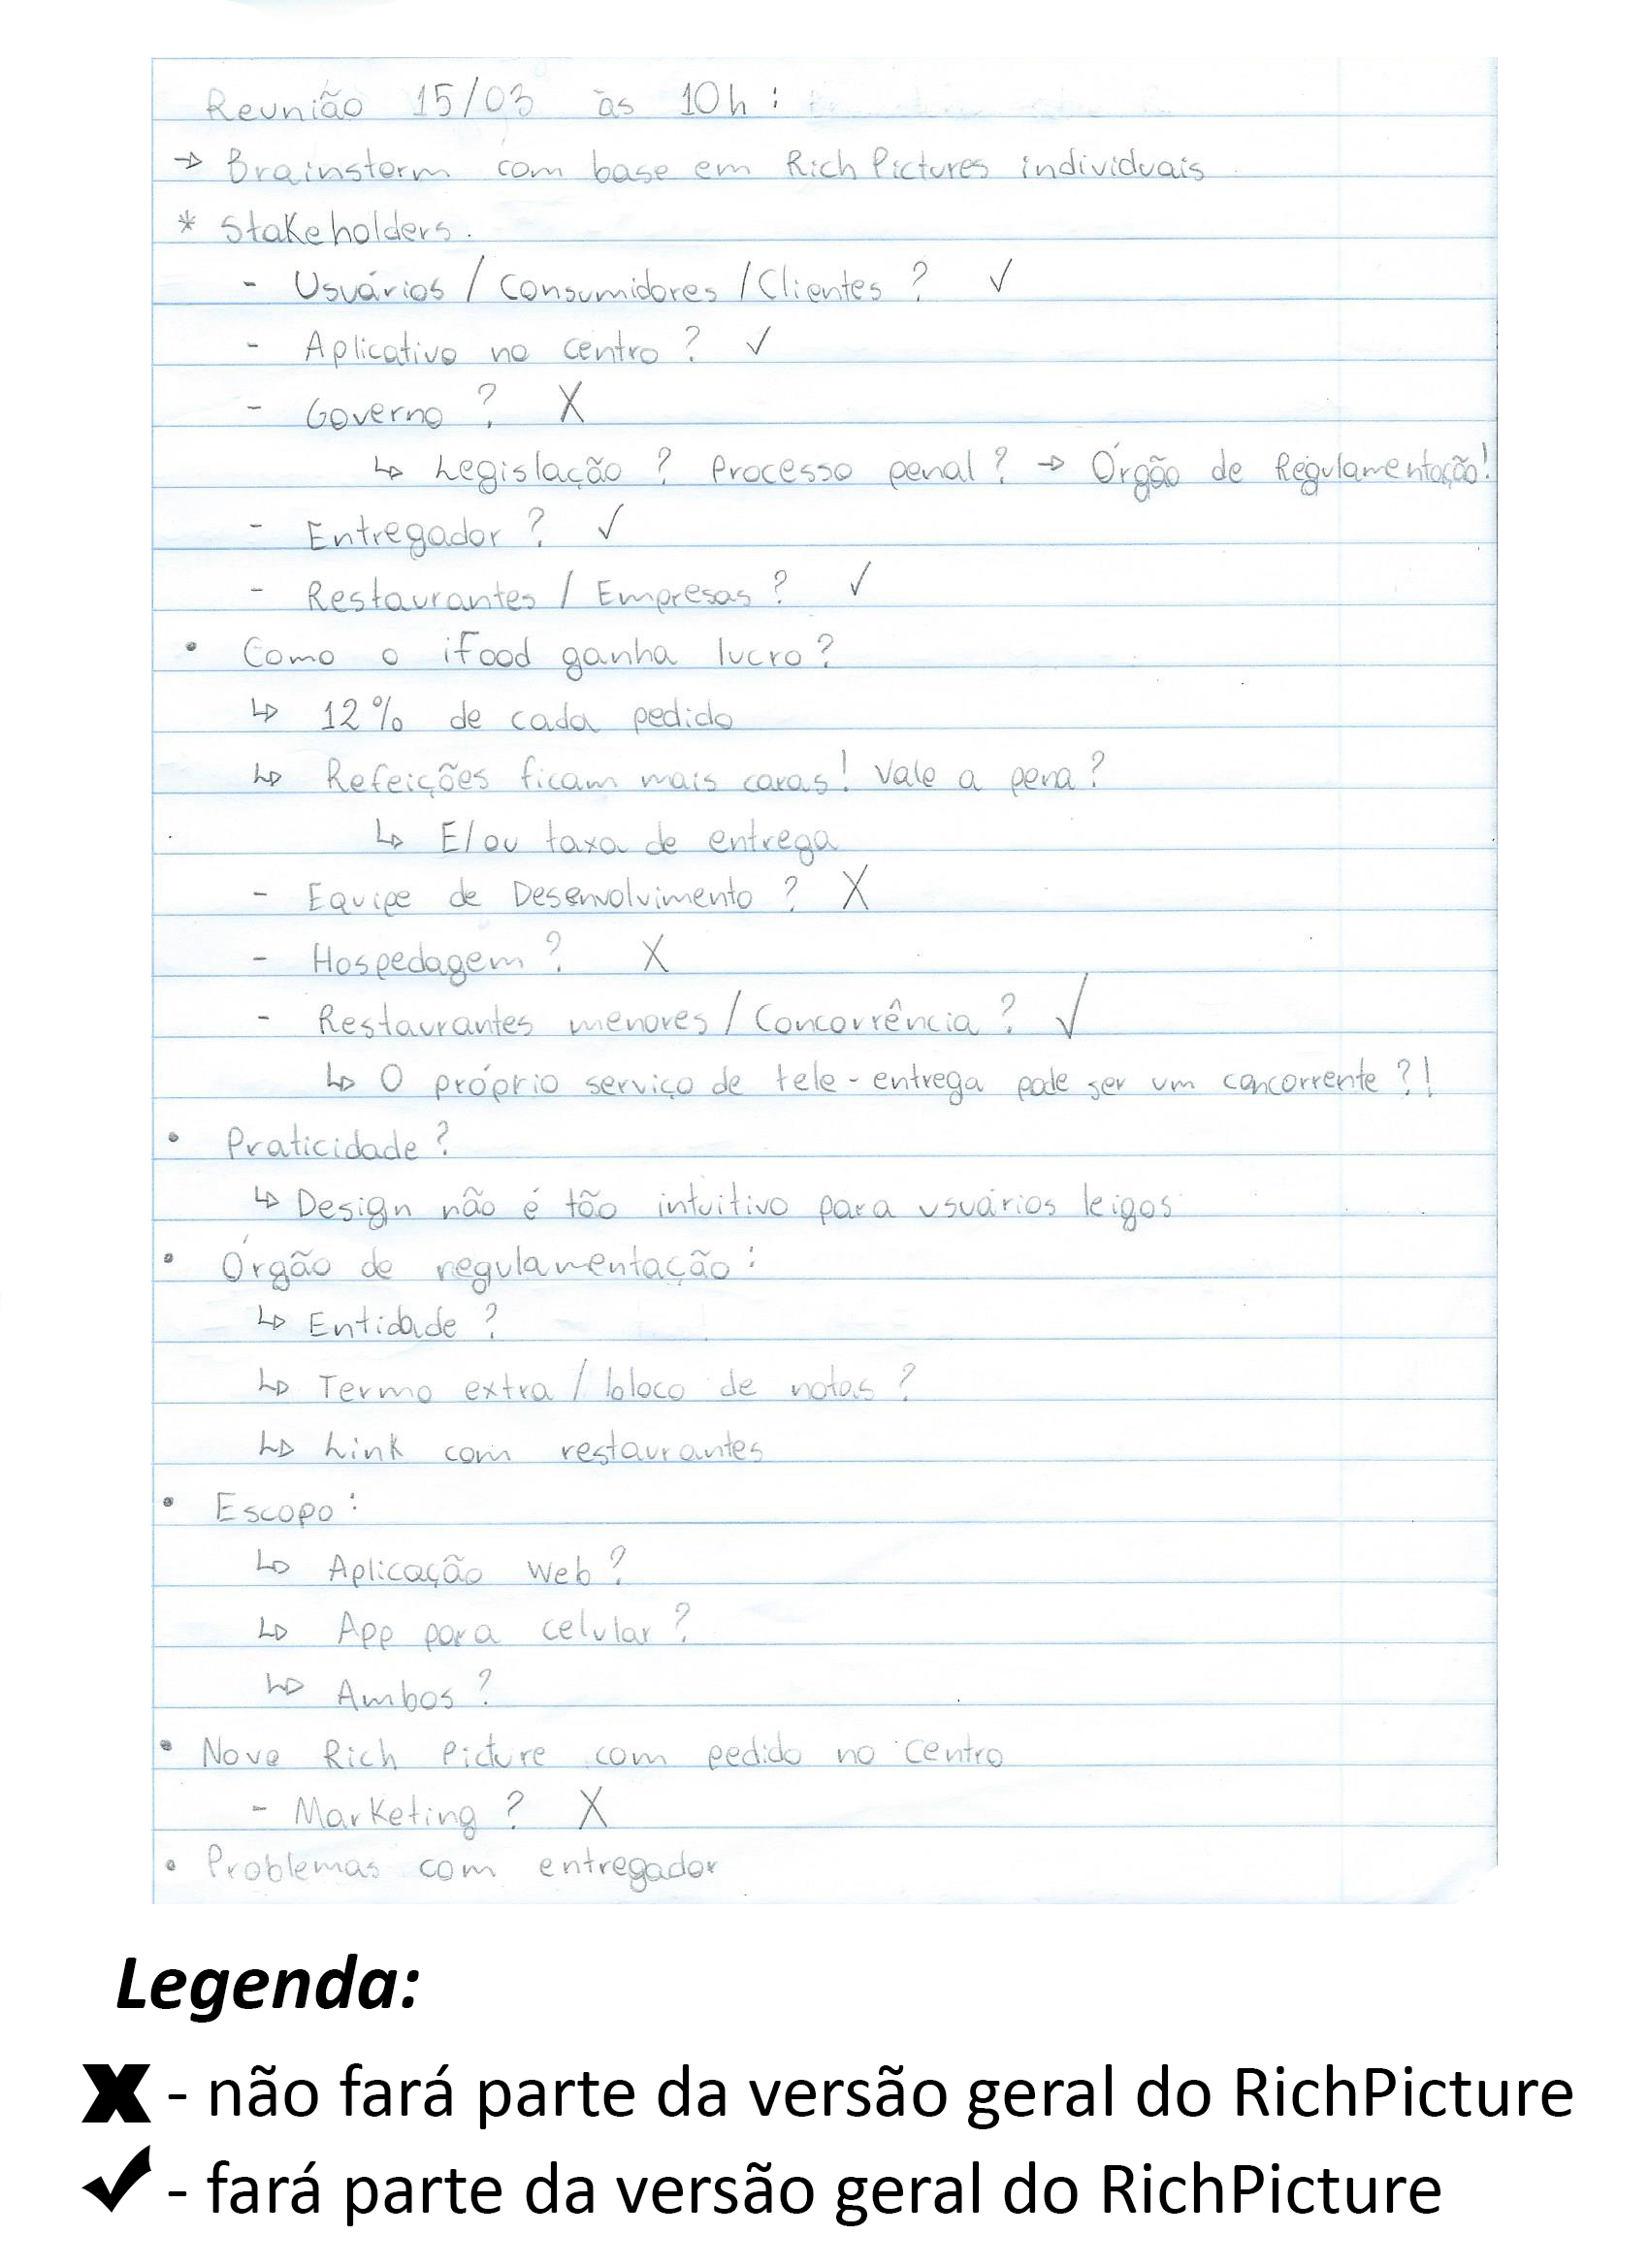 Reunião 15/03 às 10h:
→ Brainstorm com base em Rich Pictures individuais
* Stakeholders.
- Usuários / Consumidores / Clientes ? ✓
- Aplicativo no centro ? ✓
- Governo ? X
↳ Legislação ? Processo penal ? → Órgão de Regulamentação!
- Entregador ? ✓
- Restaurantes / Empresas ? ✓
• Como o iFood ganha lucro ?
↳ 12% de cada pedido
↳ Refeições ficam mais caras! Vale a pena ?
↳ E/ou taxa de entrega
- Equipe de Desenvolvimento ? X
- Hospedagem ? X
- Restaurantes menores / Concorrência ? ✓
↳ O próprio serviço de tele-entrega pode ser um concorrente ?!
• Praticidade ?
↳ Design não é tão intuitivo para usuários leigos
• Órgão de regulamentação:
↳ Entidade ?
↳ Termo extra / bloco de notas ?
↳ Link com restaurantes
• Escopo:
↳ Aplicação Web ?
↳ App para celular ?
↳ Ambos ?
• Novo Rich Picture com pedido no centro
- Marketing ? X
• Problemas com entregador
Legenda:
X - não fará parte da versão geral do RichPicture
✓ - fará parte da versão geral do RichPicture